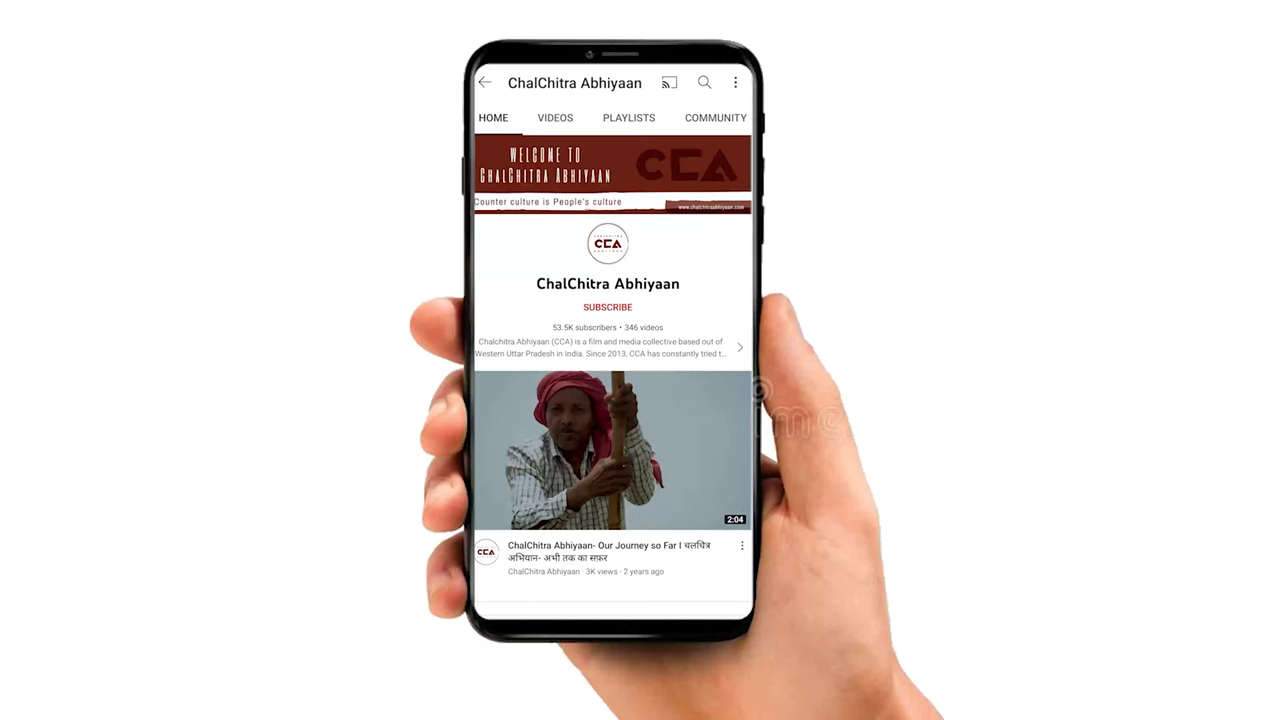 ChalChitra Abhiyaan
HOME VIDEOS PLAYLISTS COMMUNITY
WELCOME TO
CHALCHITRA ABHIYAAN
CCA
Counter culture is People's culture
www.chalchitraabhiyaan.com
CCA
ChalChitra Abhiyaan
SUBSCRIBE
53.5K subscribers • 346 videos
Chalchitra Abhiyaan (CCA) is a film and media collective based out of
Western Uttar Pradesh in India. Since 2013, CCA has constantly tried t...
2:04
CCA
ChalChitra Abhiyaan- Our Journey so Far I चलचित्र
अभियान- अभी तक का सफ़र
ChalChitra Abhiyaan · 3K views · 2 years ago